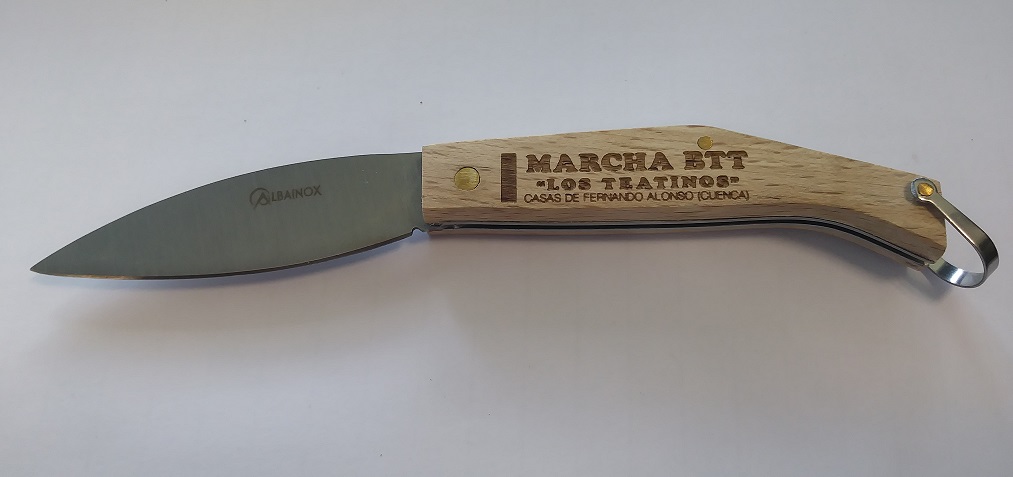 ALBAINOX
MARCHA BTT
"LOS TEATINOS"
CASAS DE FERNANDO ALONSO (CUENCA)